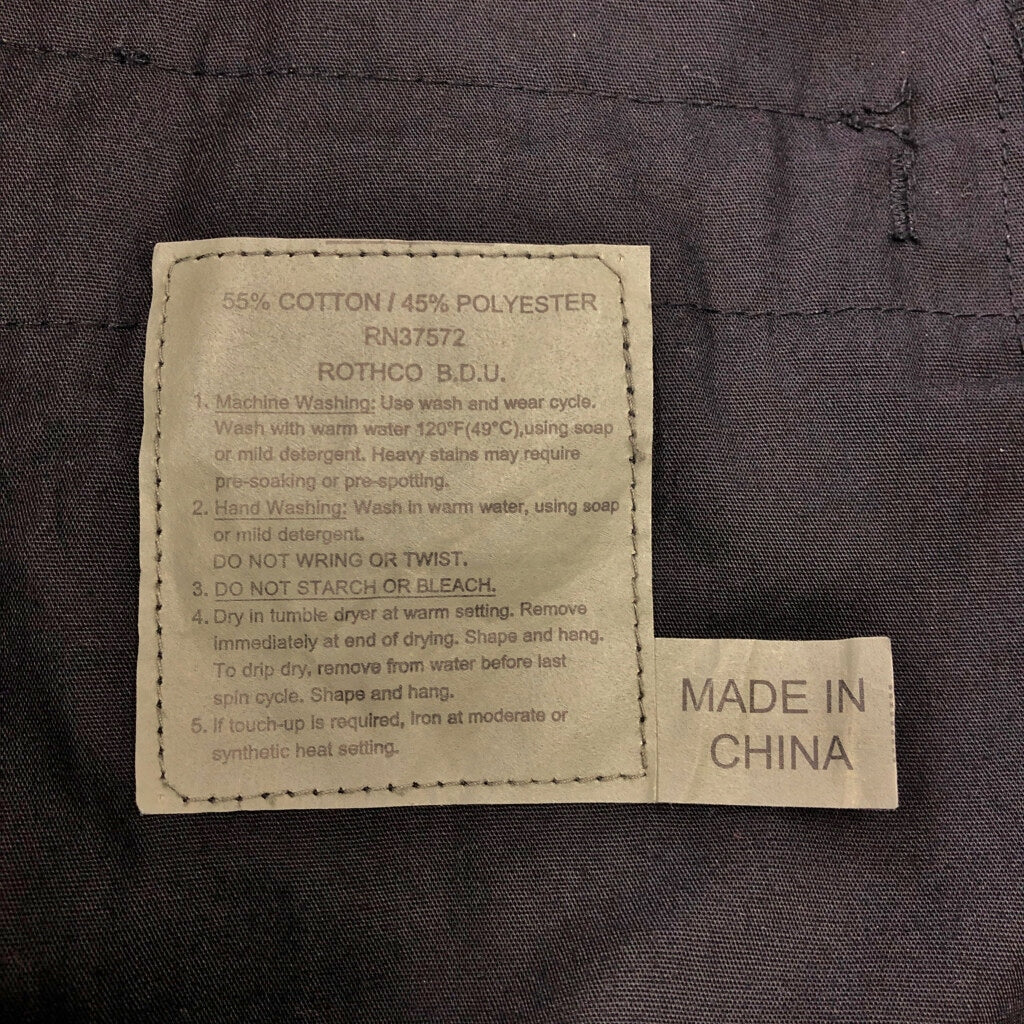 55% COTTON / 45% POLYESTER
RN37572
ROTHCO B.D.U.
1. Machine Washing: Use wash and wear cycle.
Wash with warm water 120°F(49°C),using soap
or mild detergent. Heavy stains may require
pre-soaking or pre-spotting.
2. Hand Washing: Wash in warm water, using soap
or mild detergent.
DO NOT WRING OR TWIST.
3. DO NOT STARCH OR BLEACH.
4. Dry in tumble dryer at warm setting. Remove
immediately at end of drying. Shape and hang.
To drip dry, remove from water before last
spin cycle. Shape and hang.
5. If touch-up is required, iron at moderate or
synthetic heat setting.
MADE IN
CHINA